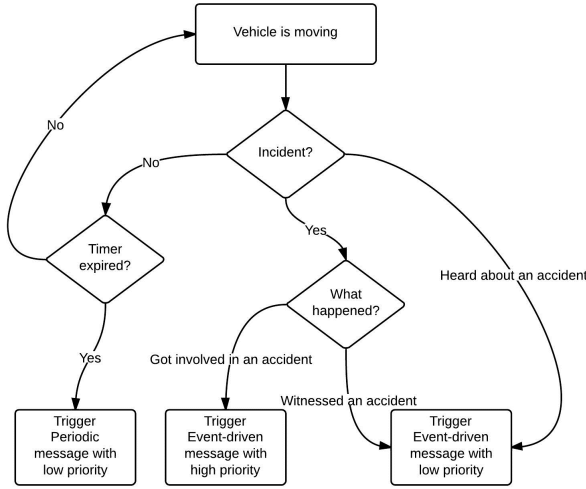 Vehicle is moving
Incident?
No
No
Yes
Timer
expired?
What
happened?
Heard about an accident
Yes
Got involved in an accident
Witnessed an accident
Trigger
Periodic
message with
low priority
Trigger
Event-driven
message with
high priority
Trigger
Event-driven
message with
low priority